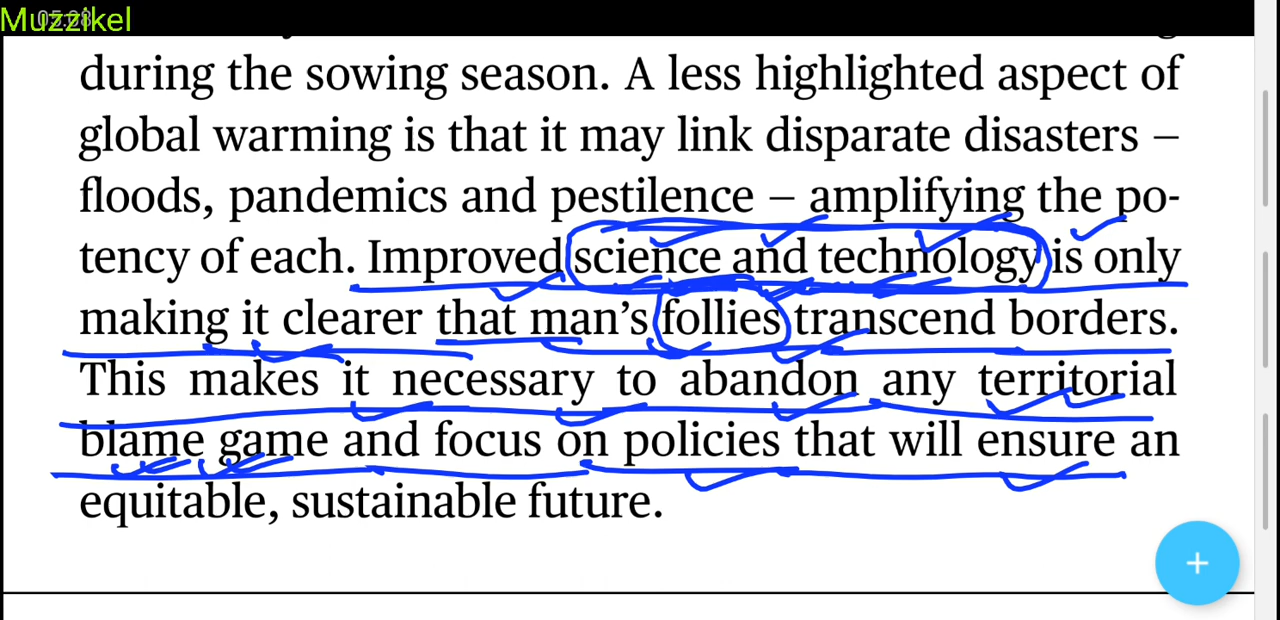 Muzzikel
05:08
during the sowing season. A less highlighted aspect of
global warming is that it may link disparate disasters –
floods, pandemics and pestilence – amplifying the po-
tency of each. Improved science and technology is only
making it clearer that man’s follies transcend borders.
This makes it necessary to abandon any territorial
blame game and focus on policies that will ensure an
equitable, sustainable future.
+